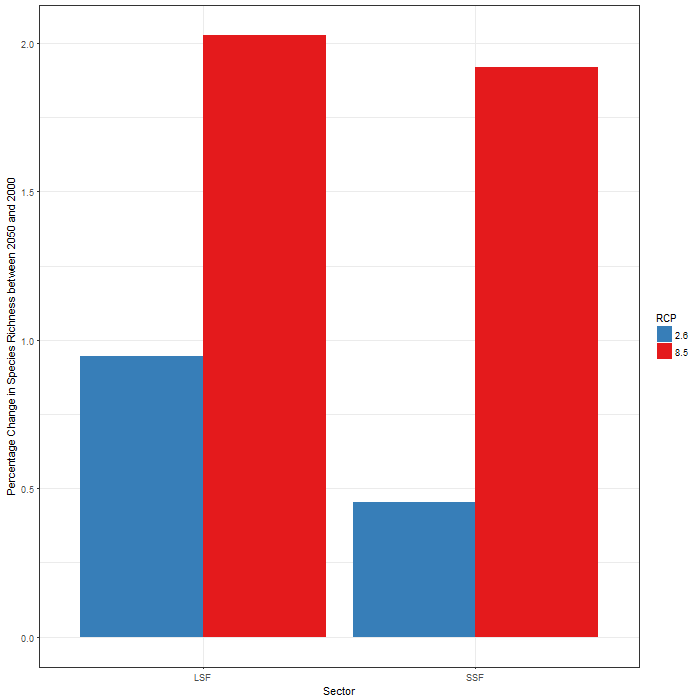 Percentage Change in Species Richness between 2050 and 2000
2.0
1.5
1.0
0.5
0.0
LSF
SSF
Sector
RCP
2.6
8.5